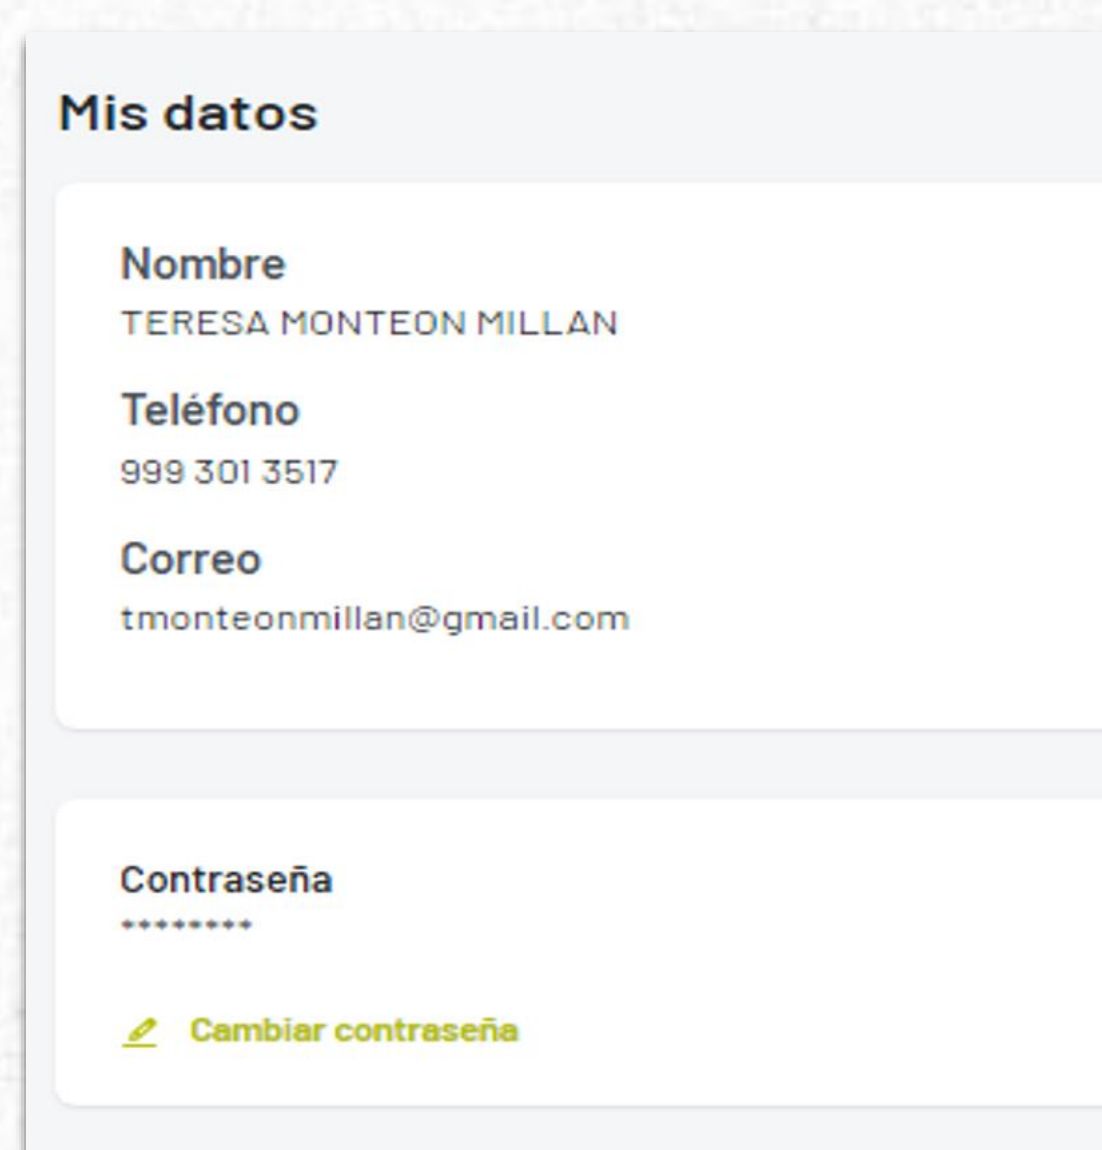 Mis datos
Nombre
TERESA MONTEON MILLAN
Teléfono
999 301 3517
Correo
tmonteonmillan@gmail.com
Contraseña
********
Cambiar contraseña